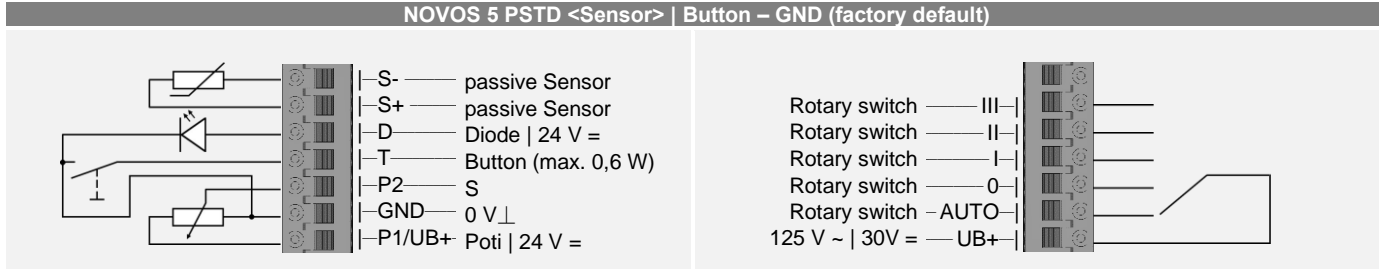 NOVOS 5 PSTD <Sensor> | Button – GND (factory default)
S- passive Sensor
S+ passive Sensor
D Diode | 24 V =
T Button (max. 0,6 W)
P2 S
GND 0 V⊥
P1/UB+ Poti | 24 V =
Rotary switch III
Rotary switch II
Rotary switch I
Rotary switch 0
Rotary switch AUTO
125 V ~ | 30V = UB+